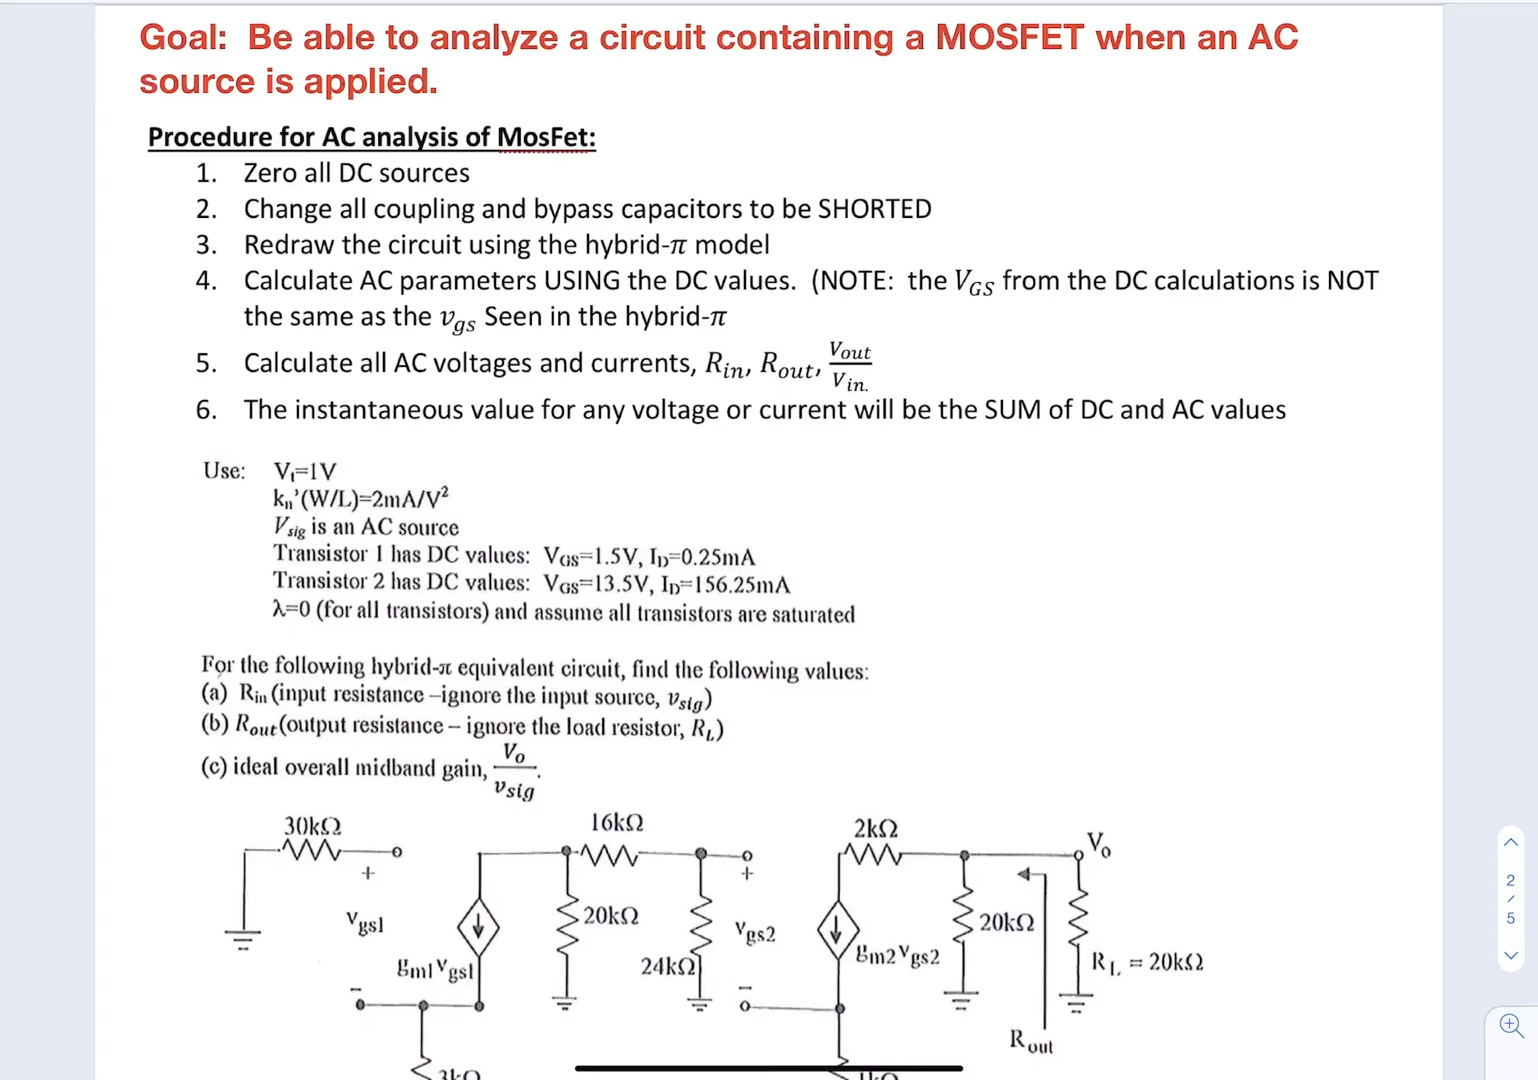 Goal: Be able to analyze a circuit containing a MOSFET when an AC
source is applied.
Procedure for AC analysis of MosFet:
1. Zero all DC sources
2. Change all coupling and bypass capacitors to be SHORTED
3. Redraw the circuit using the hybrid-π model
4. Calculate AC parameters USING the DC values. (NOTE: the V_GS from the DC calculations is NOT
the same as the v_gs Seen in the hybrid-π
5. Calculate all AC voltages and currents, R_in, R_out, V_out/V_in.
6. The instantaneous value for any voltage or current will be the SUM of DC and AC values
Use: V_t=1V
k_n'(W/L)=2mA/V²
V_sig is an AC source
Transistor 1 has DC values: V_GS=1.5V, I_D=0.25mA
Transistor 2 has DC values: V_GS=13.5V, I_D=156.25mA
λ=0 (for all transistors) and assume all transistors are saturated
For the following hybrid-π equivalent circuit, find the following values:
(a) R_in (input resistance –ignore the input source, v_sig)
(b) R_out (output resistance – ignore the load resistor, R_L)
(c) ideal overall midband gain, V_o/v_sig.
30kΩ 16kΩ 2kΩ V_o
+ +
v_gs1 20kΩ v_gs2 20kΩ
g_m1 v_gs1 24kΩ g_m2 v_gs2 R_L = 20kΩ
– –
R_out
2
/
5